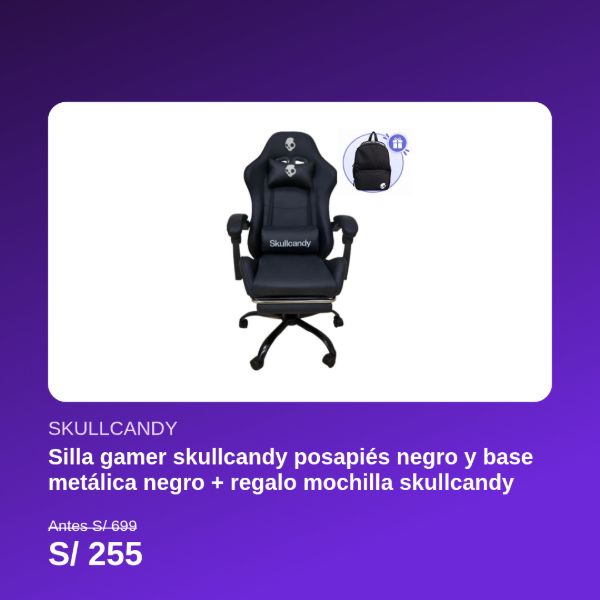 Skullcandy
SKULLCANDY
Silla gamer skullcandy posapiés negro y base
metálica negro + regalo mochilla skullcandy
Antes S/ 699
S/ 255